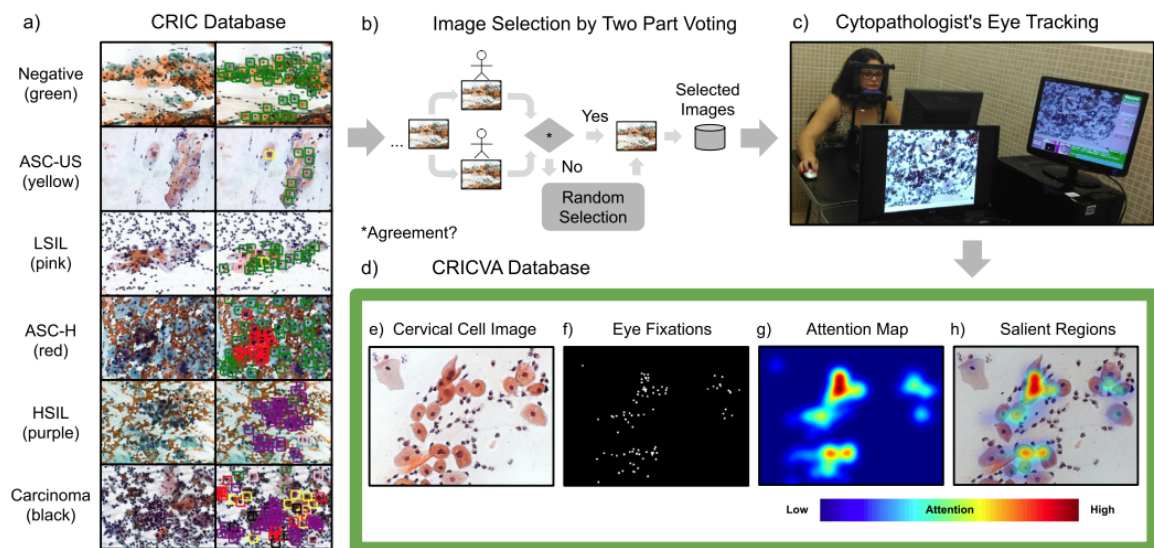 a)
CRIC Database
Negative
(green)
ASC-US
(yellow)
LSIL
(pink)
ASC-H
(red)
HSIL
(purple)
Carcinoma
(black)
b)
Image Selection by Two Part Voting
...
*
Yes
No
Random
Selection
Selected
Images
*Agreement?
c)
Cytopathologist's Eye Tracking
d)
CRICVA Database
e) Cervical Cell Image
f) Eye Fixations
g) Attention Map
h) Salient Regions
Low
Attention
High